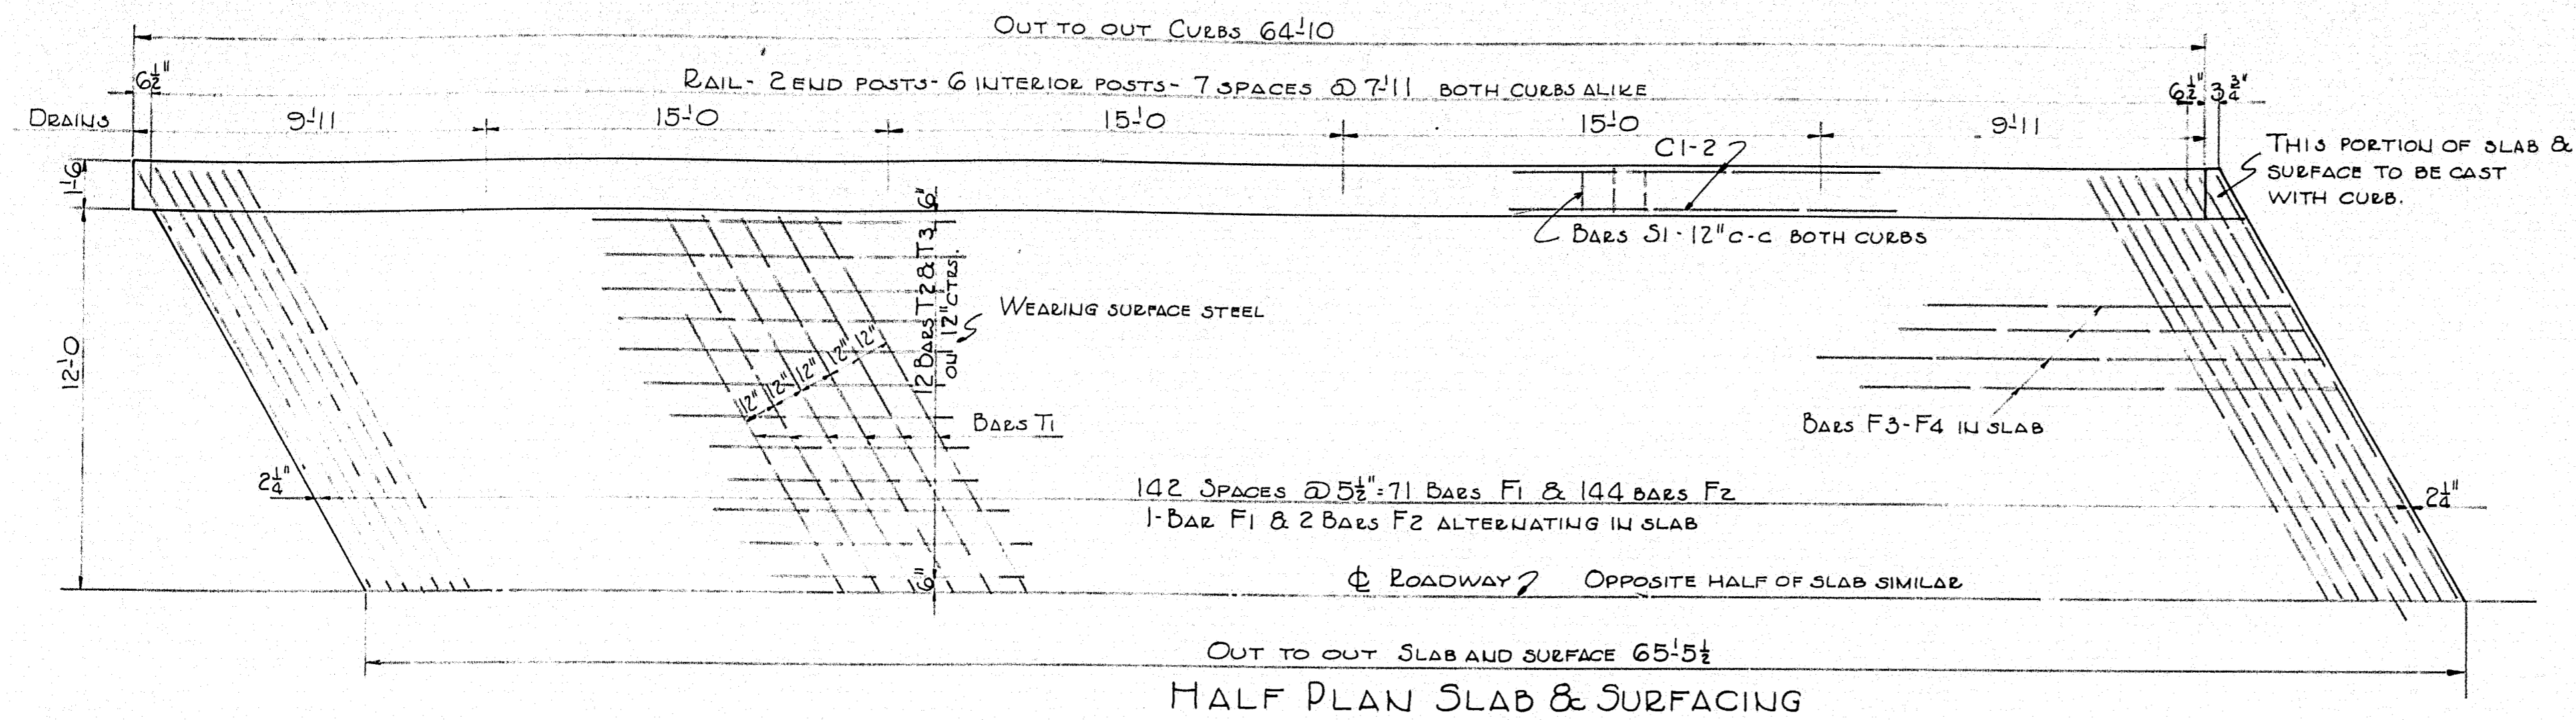 OUT TO OUT CURBS 64'-10
RAIL - 2 END POSTS - 6 INTERIOR POSTS - 7 SPACES @ 7'-11 BOTH CURBS ALIKE
6½"
6½" 3¾"
DRAINS
9'-11
15'-0
15'-0
15'-0
9'-11
THIS PORTION OF SLAB &
SURFACE TO BE CAST
WITH CURB.
C1-2
1'-6
6"
BARS S1 - 12" C-C BOTH CURBS
12 BARS T2 & T3
ON 12" CTRS.
WEARING SURFACE STEEL
12'-0
12"
12"
12"
12"
12"
BARS T1
BARS F3-F4 IN SLAB
2¼"
142 SPACES @ 5½" = 71 BARS F1 & 144 BARS F2
1-BAR F1 & 2 BARS F2 ALTERNATING IN SLAB
2¼"
6"
℄ ROADWAY
OPPOSITE HALF OF SLAB SIMILAR
OUT TO OUT SLAB AND SURFACE 65'-5½
HALF PLAN SLAB & SURFACING